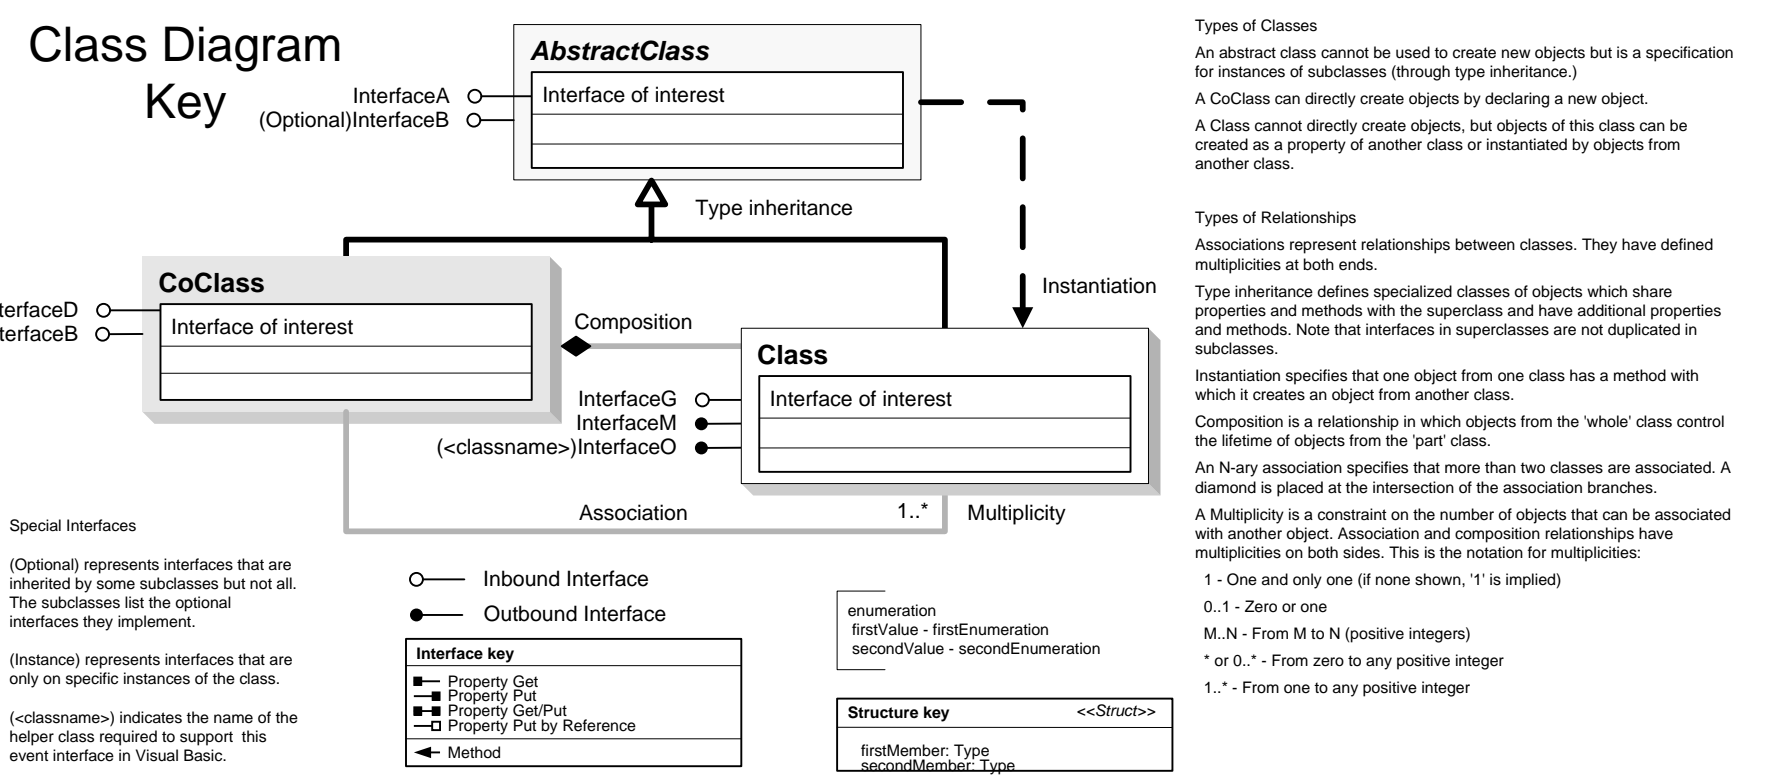 Class Diagram
Key
AbstractClass
InterfaceA
(Optional)InterfaceB
Interface of interest
Type inheritance
CoClass
terfaceD
terfaceB
Interface of interest
Composition
Instantiation
Class
InterfaceG
InterfaceM
(<classname>)InterfaceO
Interface of interest
Association
1..*
Multiplicity
Special Interfaces
(Optional) represents interfaces that are
inherited by some subclasses but not all.
The subclasses list the optional
interfaces they implement.
(Instance) represents interfaces that are
only on specific instances of the class.
(<classname>) indicates the name of the
helper class required to support this
event interface in Visual Basic.
Inbound Interface
Outbound Interface
Interface key
Property Get
Property Put
Property Get/Put
Property Put by Reference
Method
enumeration
firstValue - firstEnumeration
secondValue - secondEnumeration
Structure key
<<Struct>>
firstMember: Type
secondMember: Type
Types of Classes
An abstract class cannot be used to create new objects but is a specification
for instances of subclasses (through type inheritance.)
A CoClass can directly create objects by declaring a new object.
A Class cannot directly create objects, but objects of this class can be
created as a property of another class or instantiated by objects from
another class.
Types of Relationships
Associations represent relationships between classes. They have defined
multiplicities at both ends.
Type inheritance defines specialized classes of objects which share
properties and methods with the superclass and have additional properties
and methods. Note that interfaces in superclasses are not duplicated in
subclasses.
Instantiation specifies that one object from one class has a method with
which it creates an object from another class.
Composition is a relationship in which objects from the 'whole' class control
the lifetime of objects from the 'part' class.
An N-ary association specifies that more than two classes are associated. A
diamond is placed at the intersection of the association branches.
A Multiplicity is a constraint on the number of objects that can be associated
with another object. Association and composition relationships have
multiplicities on both sides. This is the notation for multiplicities:
1 - One and only one (if none shown, '1' is implied)
0..1 - Zero or one
M..N - From M to N (positive integers)
* or 0..* - From zero to any positive integer
1..* - From one to any positive integer